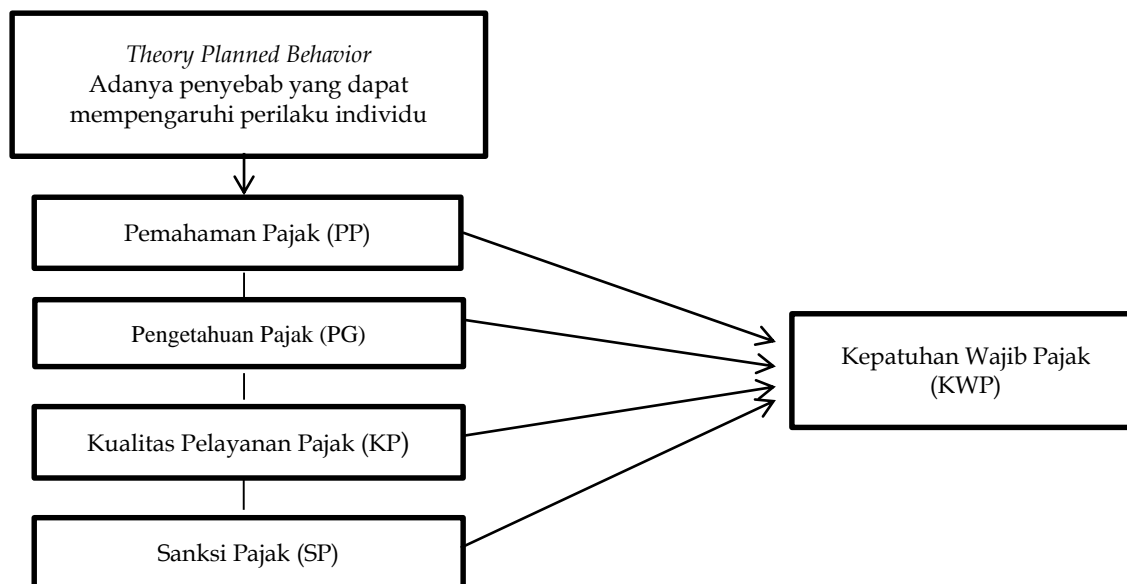 Theory Planned Behavior
Adanya penyebab yang dapat
mempengaruhi perilaku individu
Pemahaman Pajak (PP)
Pengetahuan Pajak (PG)
Kualitas Pelayanan Pajak (KP)
Sanksi Pajak (SP)
Kepatuhan Wajib Pajak
(KWP)